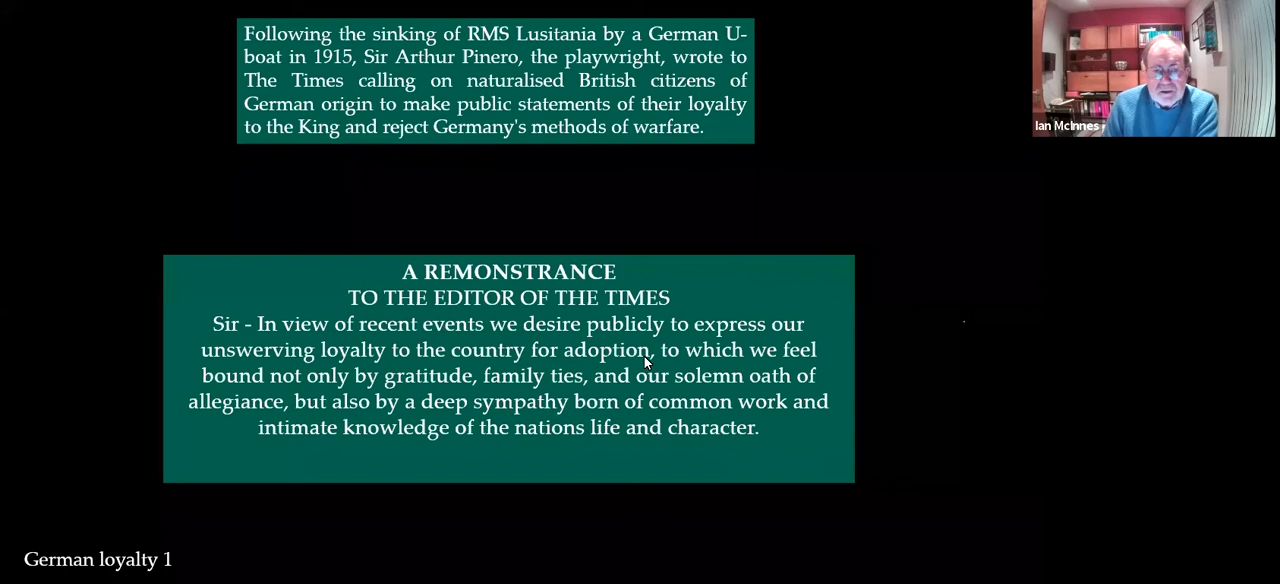 Following the sinking of RMS Lusitania by a German U-
boat in 1915, Sir Arthur Pinero, the playwright, wrote to
The Times calling on naturalised British citizens of
German origin to make public statements of their loyalty
to the King and reject Germany's methods of warfare.
Ian McInnes
A REMONSTRANCE
TO THE EDITOR OF THE TIMES
Sir - In view of recent events we desire publicly to express our
unswerving loyalty to the country for adoption, to which we feel
bound not only by gratitude, family ties, and our solemn oath of
allegiance, but also by a deep sympathy born of common work and
intimate knowledge of the nations life and character.
German loyalty 1